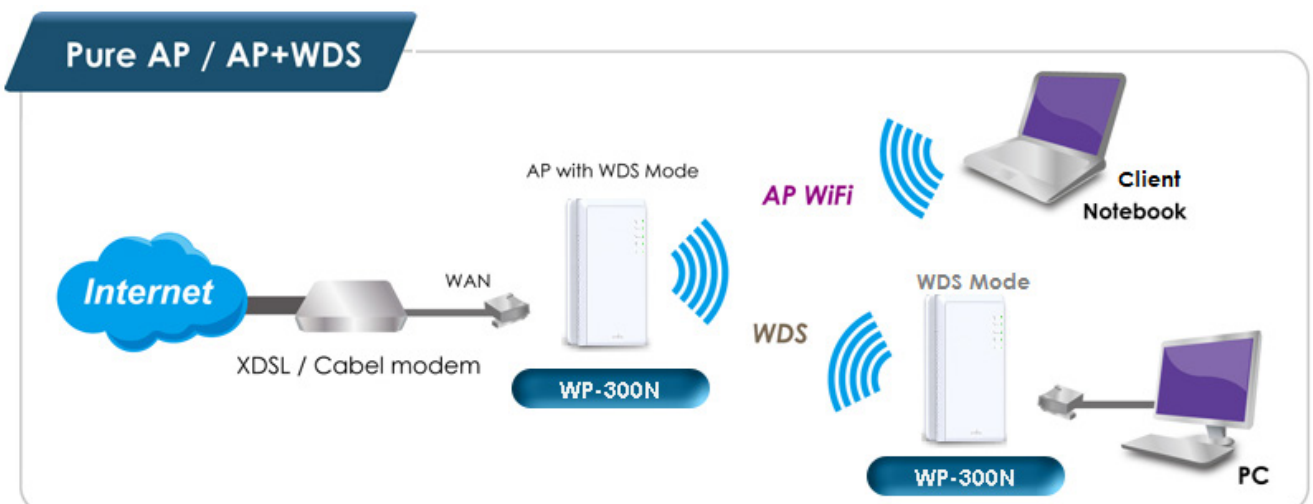 Pure AP / AP+WDS
AP with WDS Mode
AP WiFi
Client
Notebook
Internet
WAN
XDSL / Cabel modem
WP-300N
WDS Mode
WDS
WP-300N
PC